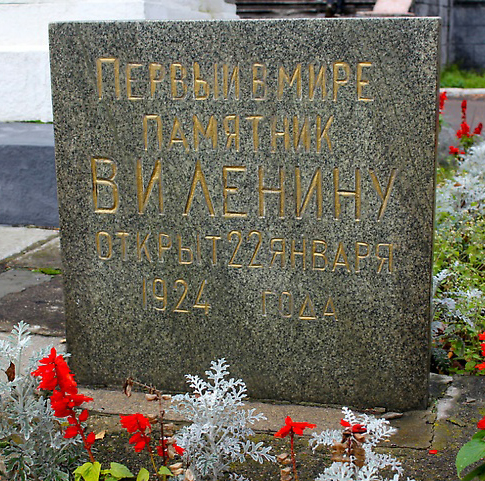 Первый в мире
памятник
В И Ленину
открыт 22 января
1924 года